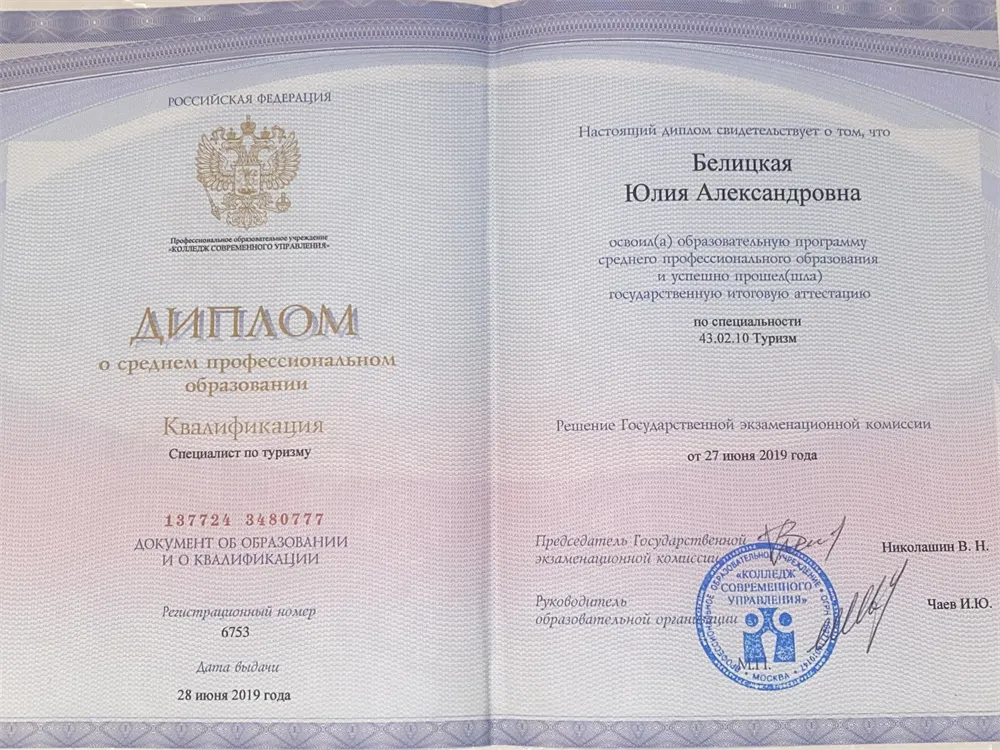 РОССИЙСКАЯ ФЕДЕРАЦИЯ
Профессиональное образовательное учреждение
«КОЛЛЕДЖ СОВРЕМЕННОГО УПРАВЛЕНИЯ»
ДИПЛОМ
о среднем профессиональном
образовании
Квалификация
Специалист по туризму
137724 3480777
ДОКУМЕНТ ОБ ОБРАЗОВАНИИ
И О КВАЛИФИКАЦИИ
Регистрационный номер
6753
Дата выдачи
28 июня 2019 года
Настоящий диплом свидетельствует о том, что
Белицкая
Юлия Александровна
освоил(а) образовательную программу
среднего профессионального образования
и успешно прошел(шла)
государственную итоговую аттестацию
по специальности
43.02.10 Туризм
Решение Государственной экзаменационной комиссии
от 27 июня 2019 года
Председатель Государственной
экзаменационной комиссии
Николашин В. Н.
Руководитель
образовательной организации
Чаев И.Ю.
М.П.
ПРОФЕССИОНАЛЬНОЕ ОБРАЗОВАТЕЛЬНОЕ УЧРЕЖДЕНИЕ • ОГРН
«КОЛЛЕДЖ
СОВРЕМЕННОГО
УПРАВЛЕНИЯ»
• МОСКВА •